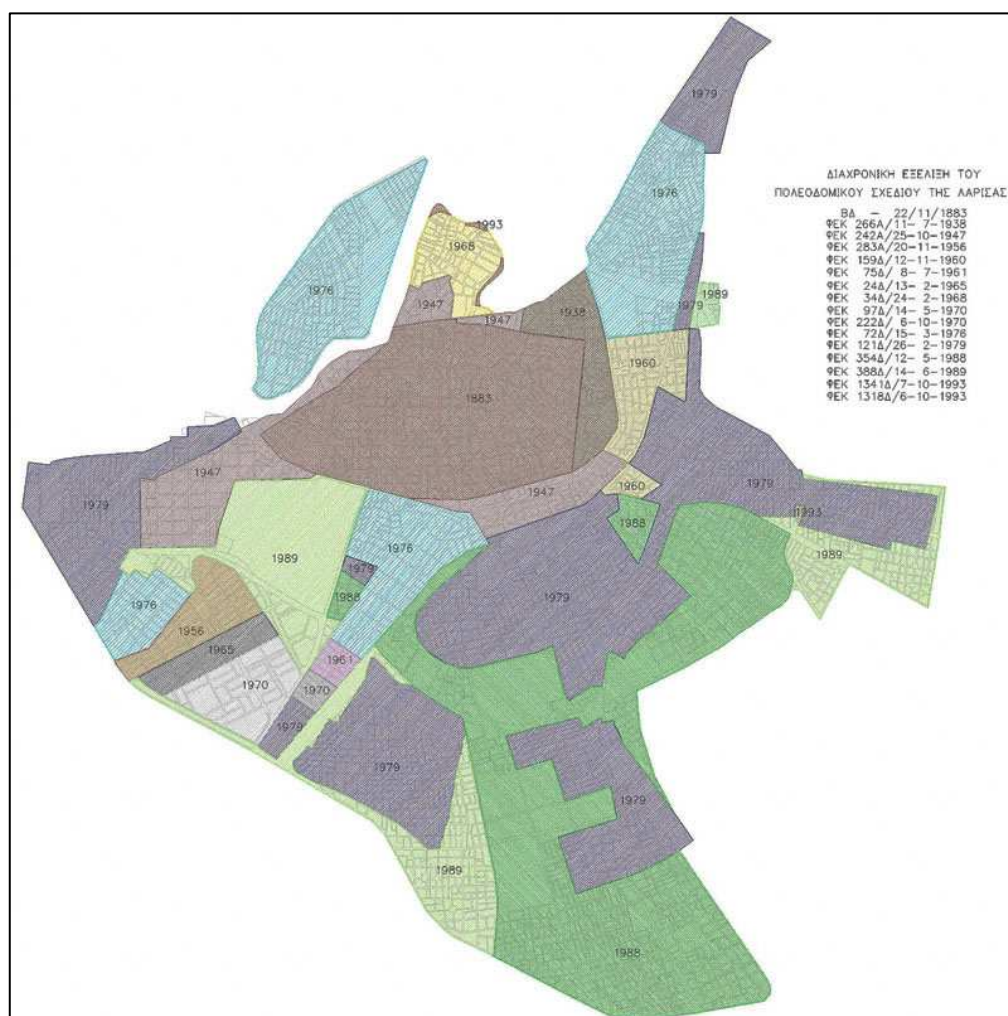 1979
ΔΙΑΧΡΟΝΙΚΗ ΕΞΕΛΙΞΗ ΤΟΥ
ΠΟΛΕΟΔΟΜΙΚΟΥ ΣΧΕΔΙΟΥ ΤΗΣ ΛΑΡΙΣΑΣ
ΒΔ – 22/11/1883
ΦΕΚ 266Α/11- 7-1938
ΦΕΚ 242Α/25-10-1947
ΦΕΚ 283Α/20-11-1956
ΦΕΚ 159Δ/12-11-1960
ΦΕΚ 75Δ/ 8- 7-1961
ΦΕΚ 24Δ/13- 2-1965
ΦΕΚ 34Δ/24- 2-1968
ΦΕΚ 97Δ/14- 5-1970
ΦΕΚ 222Δ/ 6-10-1970
ΦΕΚ 72Δ/15- 3-1976
ΦΕΚ 121Δ/26- 2-1979
ΦΕΚ 354Δ/12- 5-1988
ΦΕΚ 388Δ/14- 6-1989
ΦΕΚ 1341Δ/7-10-1993
ΦΕΚ 1318Δ/6-10-1993
1976
1993
1968
1976
1947
1947
1938
1979
1989
1960
1883
1947
1979
1947
1960
1979
1993
1988
1976
1989
1989
1979
1988
1976
1979
1956
1965
1961
1970
1970
1979
1979
1979
1989
1988